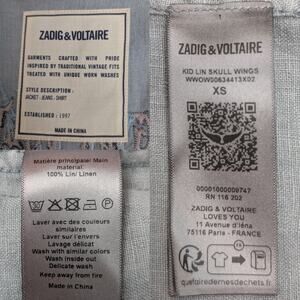 ZADIG & VOLTAIRE
GARMENTS CRAFTED WITH PRIDE
INSPIRED BY TRADITIONAL VINTAGE FITS
TREATED WITH UNIQUE WORN WASHES
STYLE DESCRIPTION :
JACKET - JEANS - SHIRT
ESTABLISHED : 1997
MADE IN CHINA
Matière principale/ Main
material:
100% Lin/ Linen
Laver avec des couleurs
similaires
Laver sur l'envers
Lavage délicat
Wash with similar colors
Wash inside out
Delicate wash
Keep away from fire
MADE IN CHINA
ZADIG&VOLTAIRE
KID LIN SKULL WINGS
WWOW00634413X02
XS
00001000009747
RN 116 202
ZADIG & VOLTAIRE
LOVES YOU
11 Avenue d'Iéna
75116 Paris - France
FR
quefairedemesdechets.fr